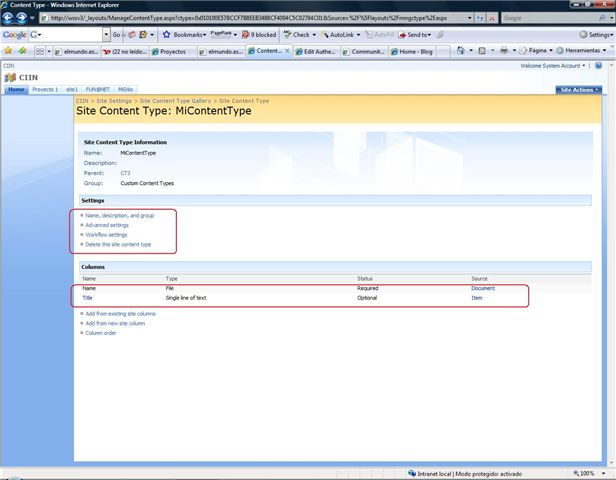 Content Type - Windows Internet Explorer
http://wssv3/_layouts/ManageContentType.aspx?ctype=0x010100E57BCCF7BBEEB34BBCF4094C5C02784C01&Source=%2F%5Flayouts%2Fmngctype%2Easpx
Google
Google G
Go
Bookmarks
PageRank
9 blocked
Check
AutoLink
AutoFill
Send to
Settings
elmundo.es
(22 no leído...
Proyectos
elmundo.es
Content...
Edit Authe...
Communit...
Home - Blog
Página
Herramientas
CIIN
Welcome System Account
CIIN
Home Proyecto 1 site1 FUN@NET MiSitio
Site Actions
CIIN > Site Settings > Site Content Type Gallery > Site Content Type
Site Content Type: MiContentType
Site Content Type Information
Name: MiContentType
Description:
Parent: CT3
Group: Custom Content Types
Settings
Name, description, and group
Advanced settings
Workflow settings
Delete this site content type
Columns
Name Type Status Source
Name File Required Document
Title Single line of text Optional Item
Add from existing site columns
Add from new site column
Column order
Intranet local | Modo protegido: activado
100%